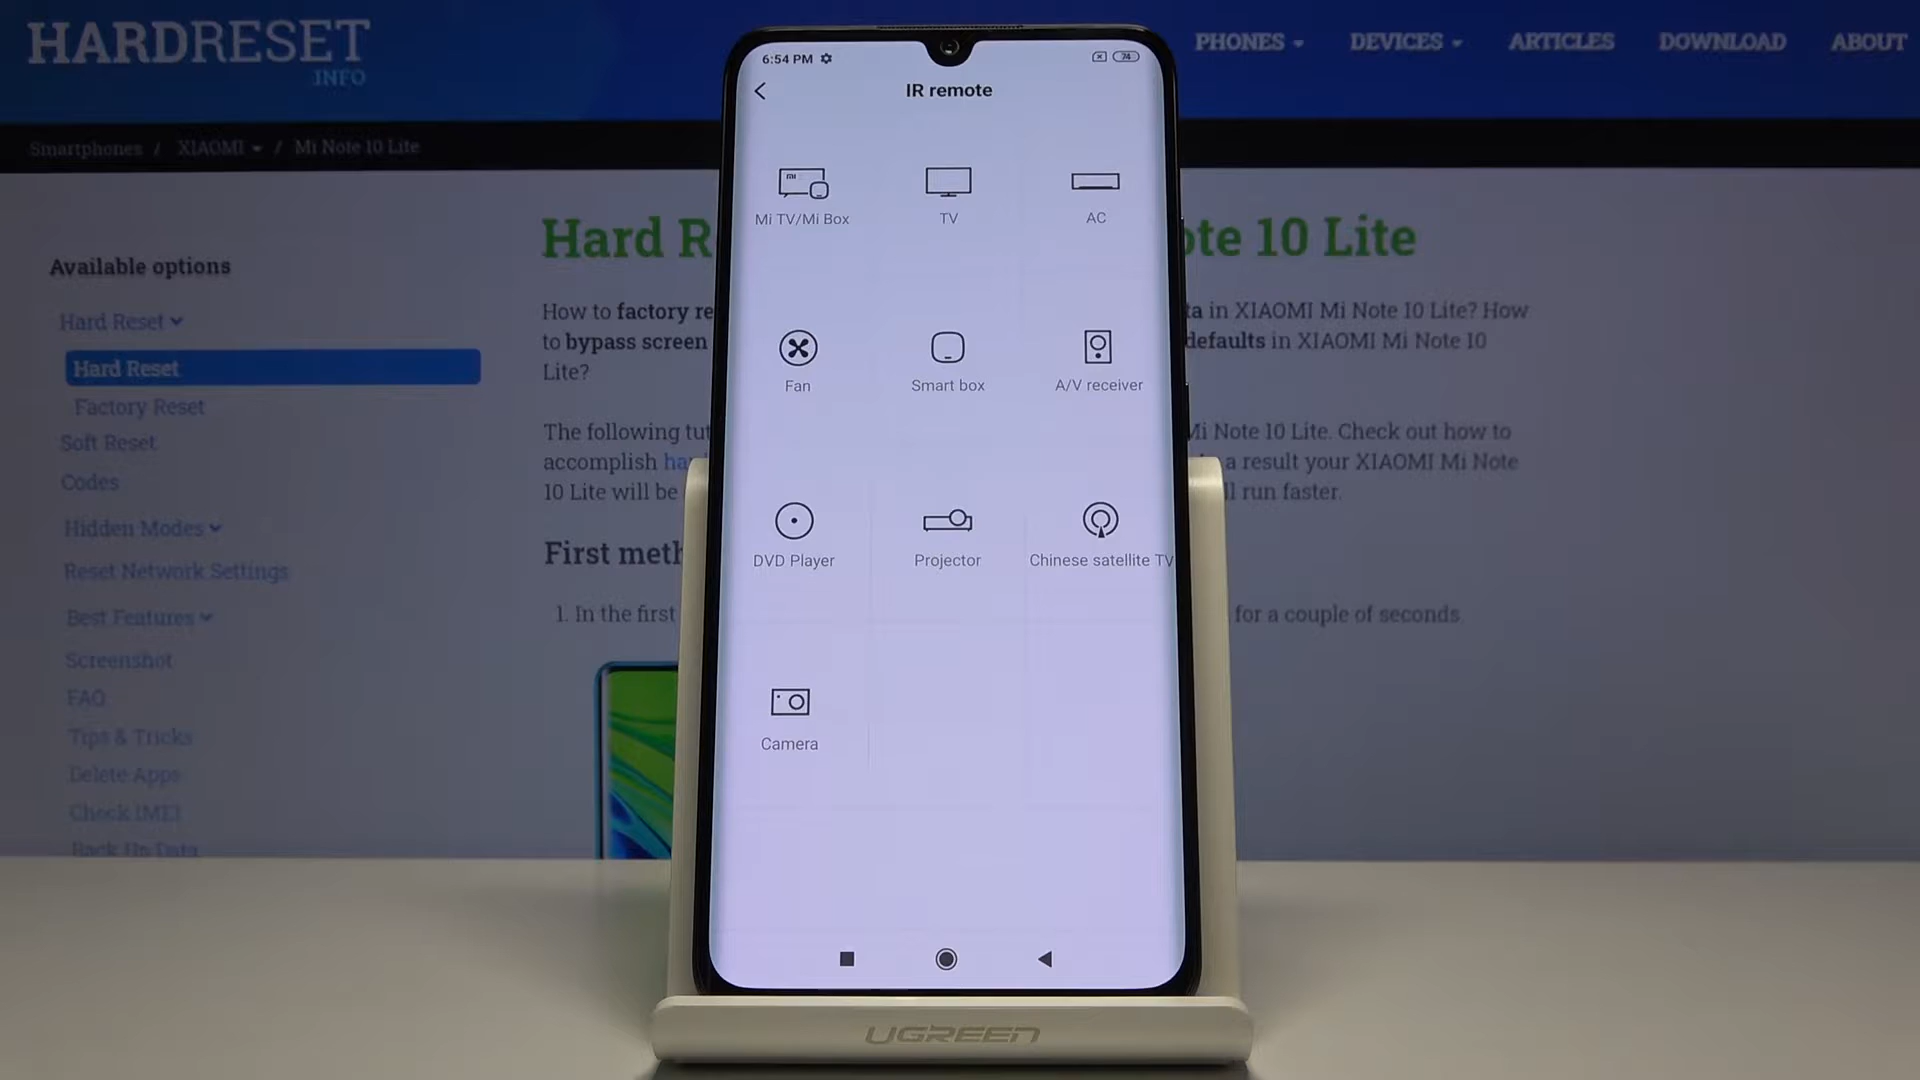 HARDRESET
.INFO
PHONES
DEVICES
ARTICLES
DOWNLOAD
ABOUT
Smartphones / XIAOMI / Mi Note 10 Lite
Available options
Hard Reset
Hard Reset
Factory Reset
Soft Reset
Codes
Hidden Modes
Reset Network Settings
Best Features
Screenshot
FAQ
Tips & Tricks
Delete Apps
Check IMEI
Back Up Data
Hard R
ote 10 Lite
How to factory re
ta in XIAOMI Mi Note 10 Lite? How
to bypass screen
defaults in XIAOMI Mi Note 10
Lite?
The following tut
Mi Note 10 Lite. Check out how to
accomplish ha
a result your XIAOMI Mi Note
10 Lite will be
ll run faster.
First meth
1. In the first
for a couple of seconds
6:54 PM
74
IR remote
Mi
Mi TV/Mi Box
TV
AC
Fan
Smart box
A/V receiver
DVD Player
Projector
Chinese satellite TV
Camera
UGREEN